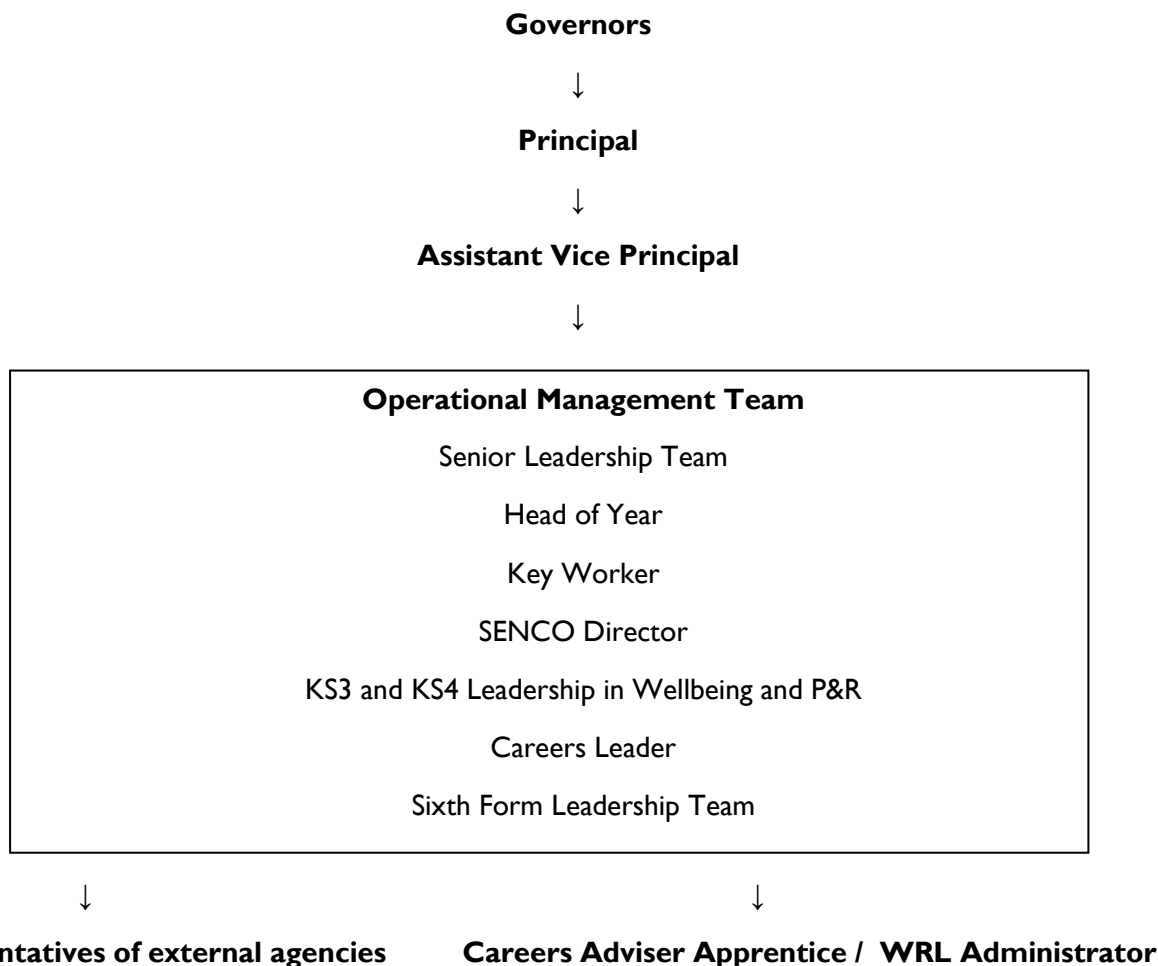 Governors
↓
Principal
↓
Assistant Vice Principal
↓
Operational Management Team
Senior Leadership Team
Head of Year
Key Worker
SENCO Director
KS3 and KS4 Leadership in Wellbeing and P&R
Careers Leader
Sixth Form Leadership Team
↓ ↓
of external agencies Careers Adviser Apprentice / WRL Administrator